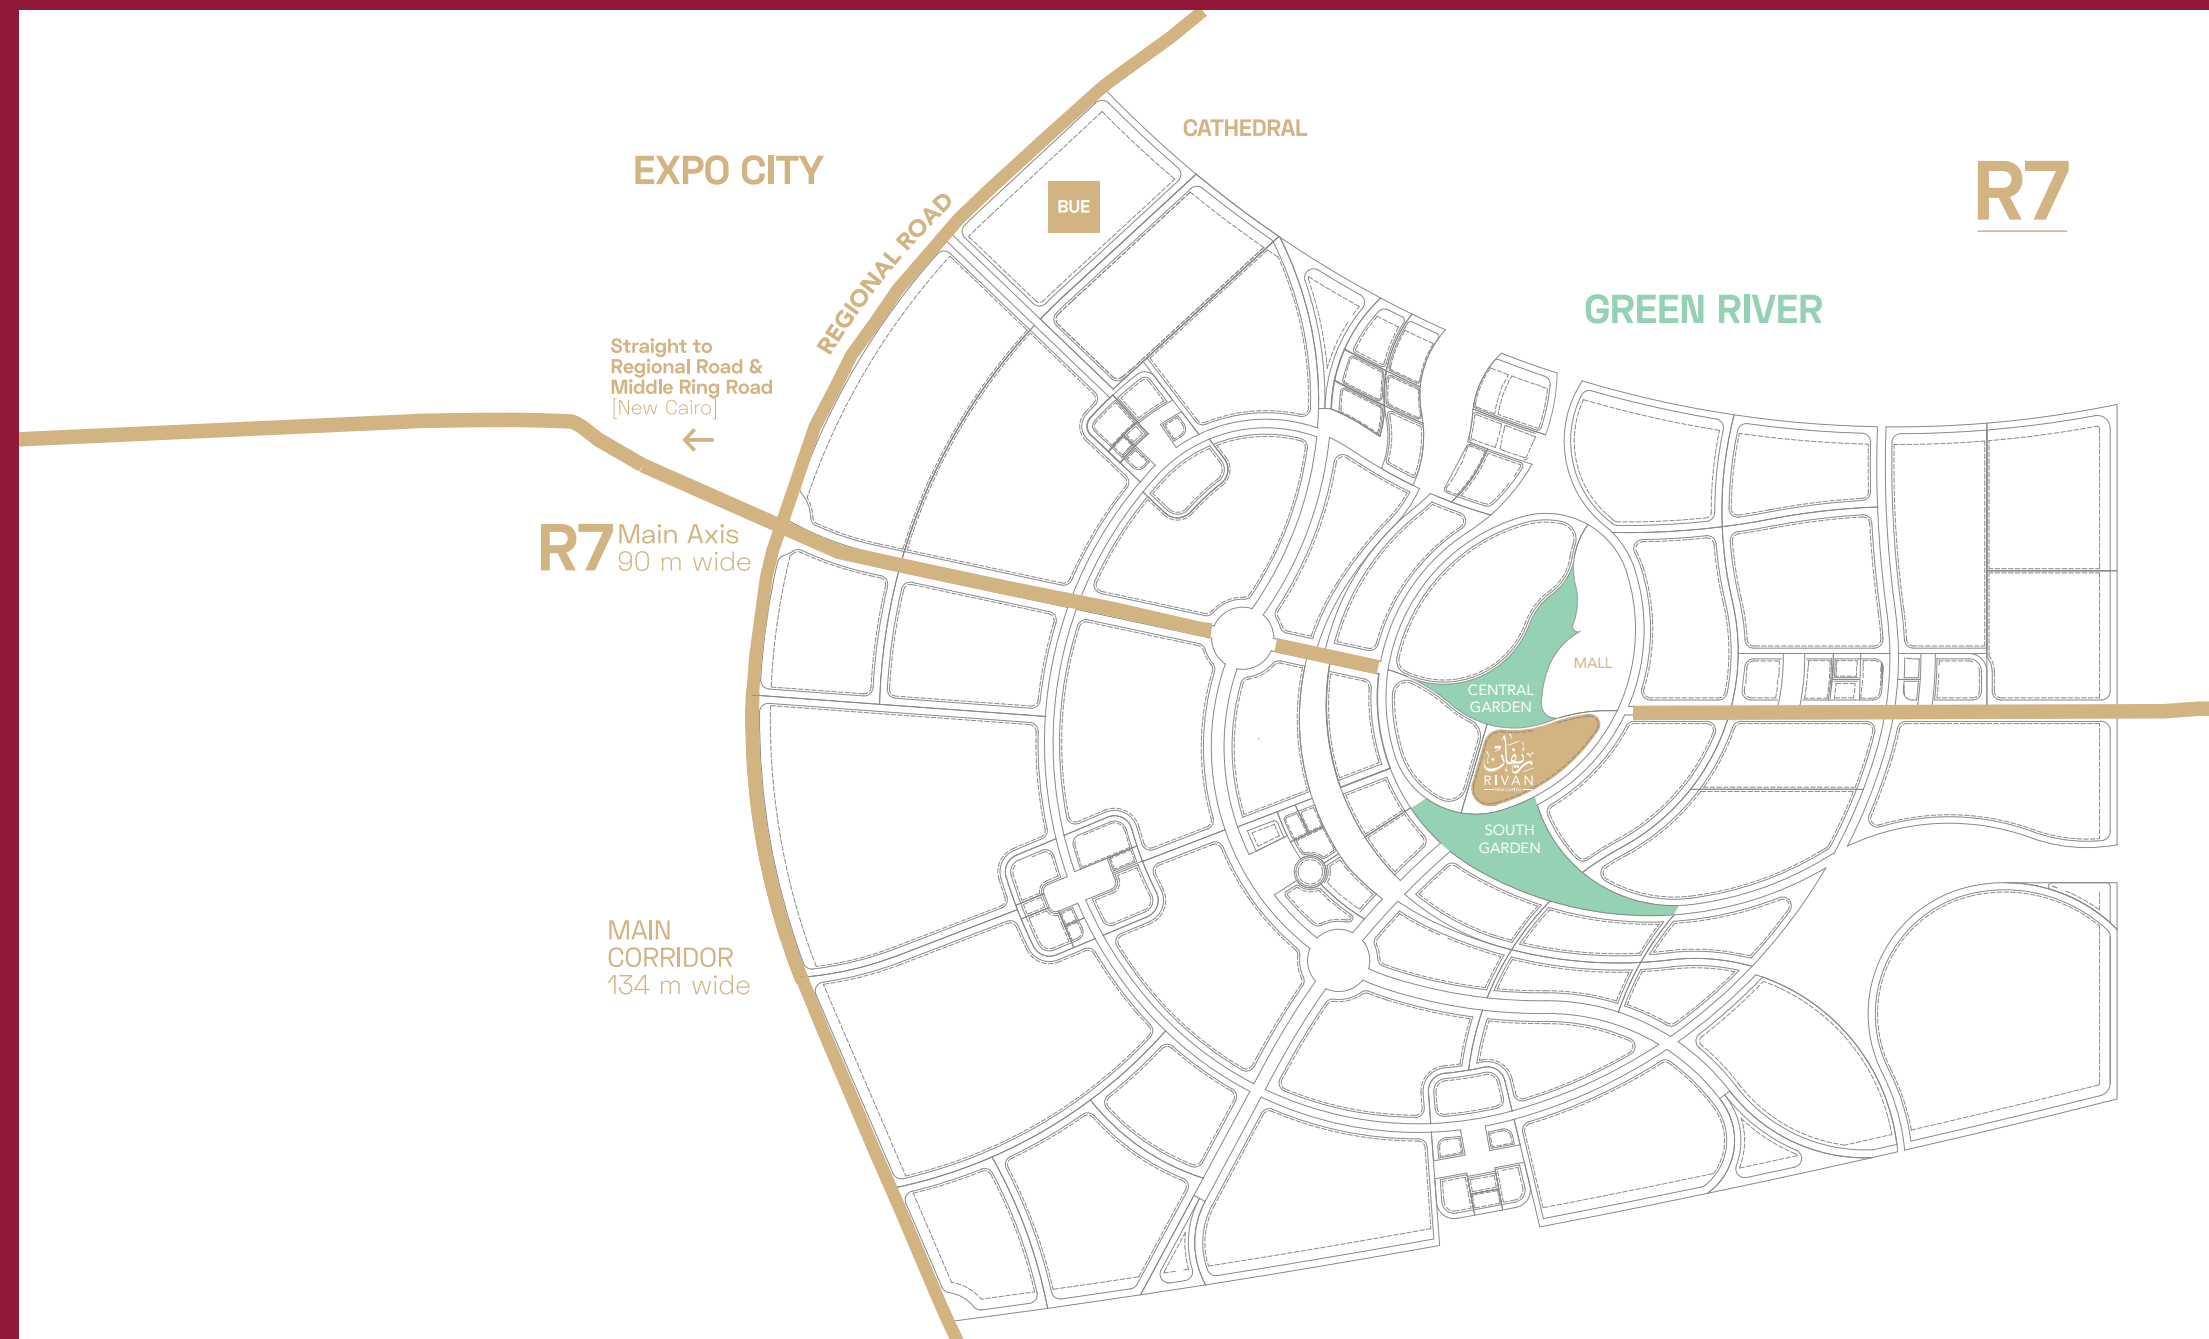 CATHEDRAL
EXPO CITY
R7
BUE
REGIONAL ROAD
GREEN RIVER
Straight to
Regional Road &
Middle Ring Road
[New Cairo]
R7 Main Axis
90 m wide
MALL
CENTRAL
GARDEN
ريفان
RIVAN
SOUTH
GARDEN
MAIN
CORRIDOR
134 m wide